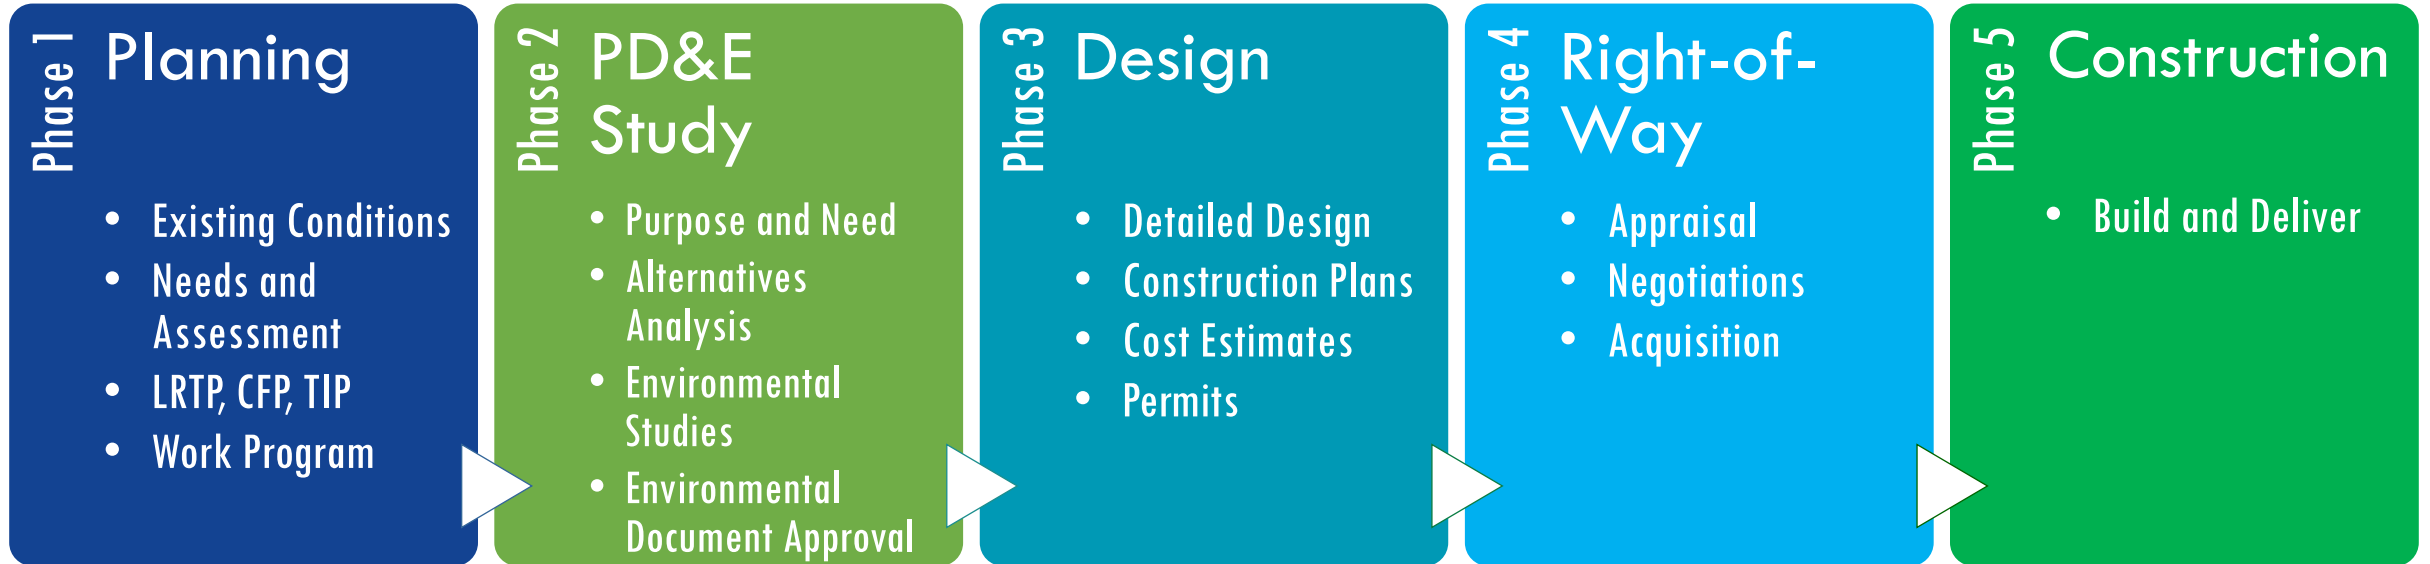 Phase 1
Planning
• Existing Conditions
• Needs and
Assessment
• LRTP, CFP, TIP
• Work Program
Phase 2
PD&E
Study
• Purpose and Need
• Alternatives
Analysis
• Environmental
Studies
• Environmental
Document Approval
Phase 3
Design
• Detailed Design
• Construction Plans
• Cost Estimates
• Permits
Phase 4
Right-of-
Way
• Appraisal
• Negotiations
• Acquisition
Phase 5
Construction
• Build and Deliver